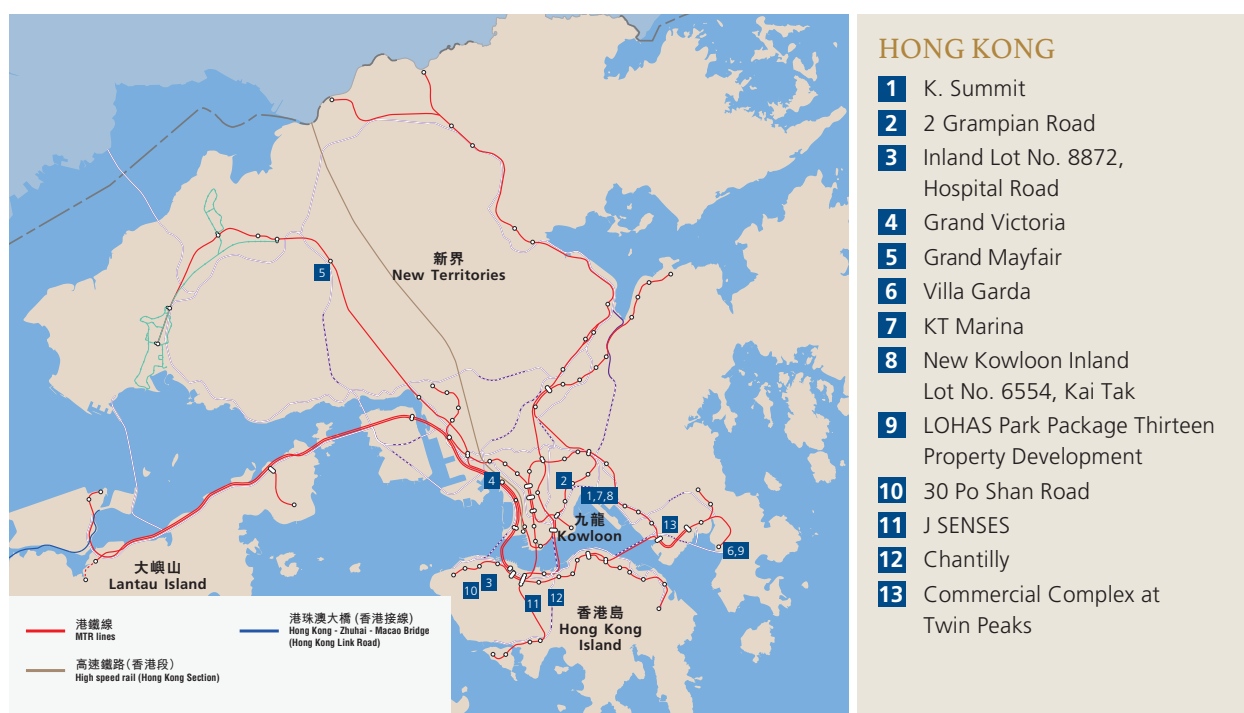 新界
New Territories
5
4
2
1,7,8
九龍
Kowloon
13
6,9
大嶼山
Lantau Island
10
3
11
12
香港島
Hong Kong
Island
港鐵線
MTR lines
高速鐵路(香港段)
High speed rail (Hong Kong Section)
港珠澳大橋 (香港接線)
Hong Kong - Zhuhai - Macao Bridge
(Hong Kong Link Road)
HONG KONG
1 K. Summit
2 2 Grampian Road
3 Inland Lot No. 8872,
Hospital Road
4 Grand Victoria
5 Grand Mayfair
6 Villa Garda
7 KT Marina
8 New Kowloon Inland
Lot No. 6554, Kai Tak
9 LOHAS Park Package Thirteen
Property Development
10 30 Po Shan Road
11 J SENSES
12 Chantilly
13 Commercial Complex at
Twin Peaks